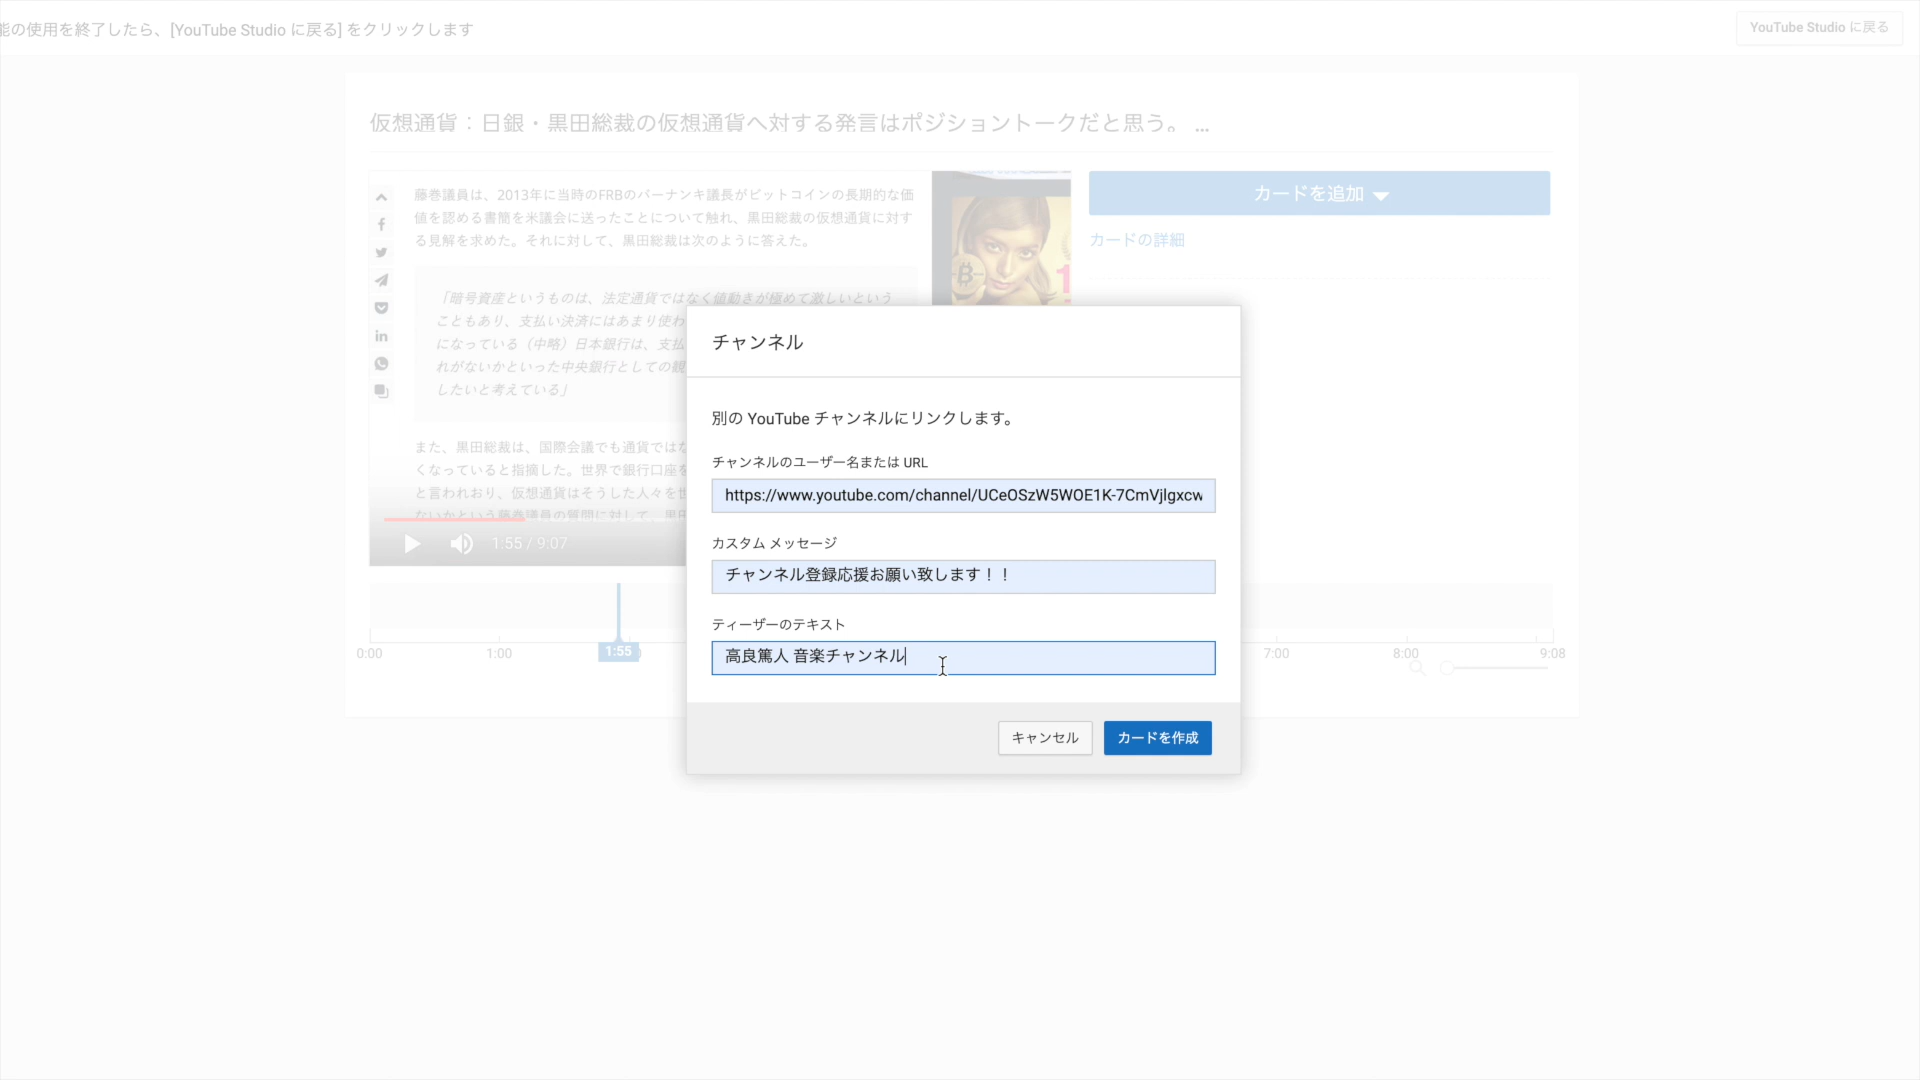 能の使用を終了したら、[YouTube Studio に戻る] をクリックします
YouTube Studio に戻る
仮想通貨：日銀・黒田総裁の仮想通貨へ対する発言はポジショントークだと思う。 ...
藤巻議員は、2013年に当時のFRBのバーナンキ議長がビットコインの長期的な価
値を認める書簡を米議会に送ったことについて触れ、黒田総裁の仮想通貨に対す
る見解を求めた。それに対して、黒田総裁は次のように答えた。
「暗号資産というものは、法定通貨ではなく値動きが極めて激しいという
こともあり、支払い決済にはあまり使わ
になっている（中略）日本銀行は、支払
れがないかといった中央銀行としての観
したいと考えている」
また、黒田総裁は、国際会議でも通貨ではな
くなっていると指摘した。世界で銀行口座を
と言われおり、仮想通貨はそうした人々を世
ないかという藤巻議員の質問に対して、黒田
カードを追加
カードの詳細
1:55 / 9:07
0:00
1:00
1:55
7:00
8:00
9:08
チャンネル
別の YouTube チャンネルにリンクします。
チャンネルのユーザー名または URL
https://www.youtube.com/channel/UCeOSzW5WOE1K-7CmVjlgxcw
カスタム メッセージ
チャンネル登録応援お願い致します！！
ティーザーのテキスト
高良篤人 音楽チャンネル
キャンセル
カードを作成